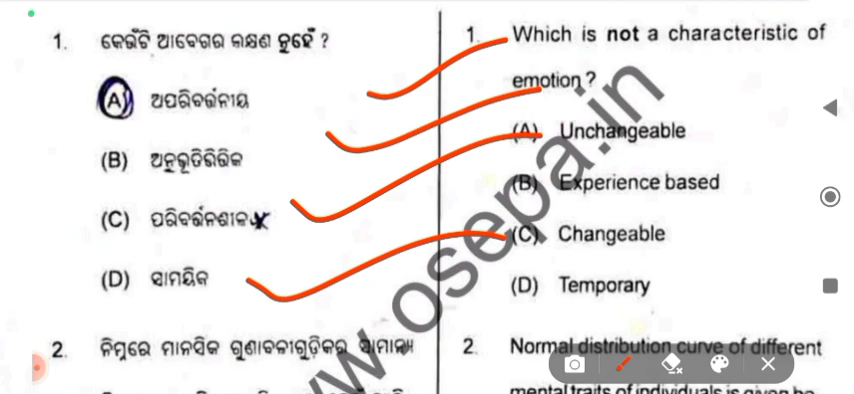 1. କେଉଁଟି ଆବେଗର ଲକ୍ଷଣ ନୁହେଁ ?
(A) ଅପରିବର୍ତ୍ତନୀୟ
(B) ଅନୁଭୂତିଭିତ୍ତିକ
(C) ପରିବର୍ତ୍ତନଶୀଳ
(D) ସାମୟିକ
2. ନିମ୍ନରେ ମାନସିକ ଗୁଣାବଳୀଗୁଡ଼ିକର ସାମାନ୍ୟ
1. Which is not a characteristic of
emotion ?
(A) Unchangeable
(B) Experience based
(C) Changeable
(D) Temporary
2. Normal distribution curve of different
mental traits of individuals is given be
w.osepa.in